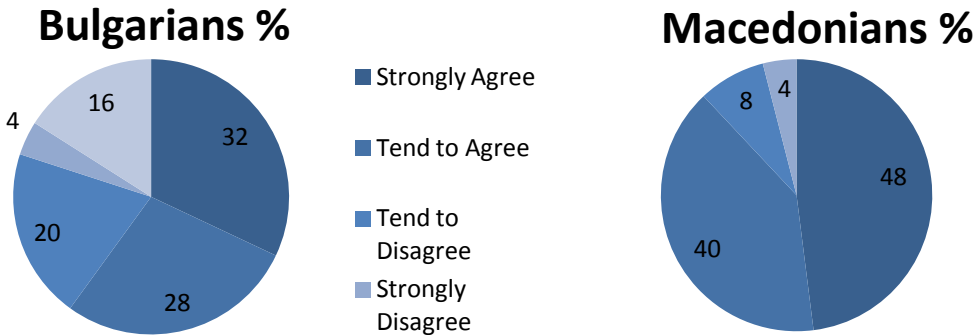 Bulgarians %
16
4
32
20
28
Strongly Agree
Tend to Agree
Tend to
Disagree
Strongly
Disagree
Macedonians %
4
8
48
40